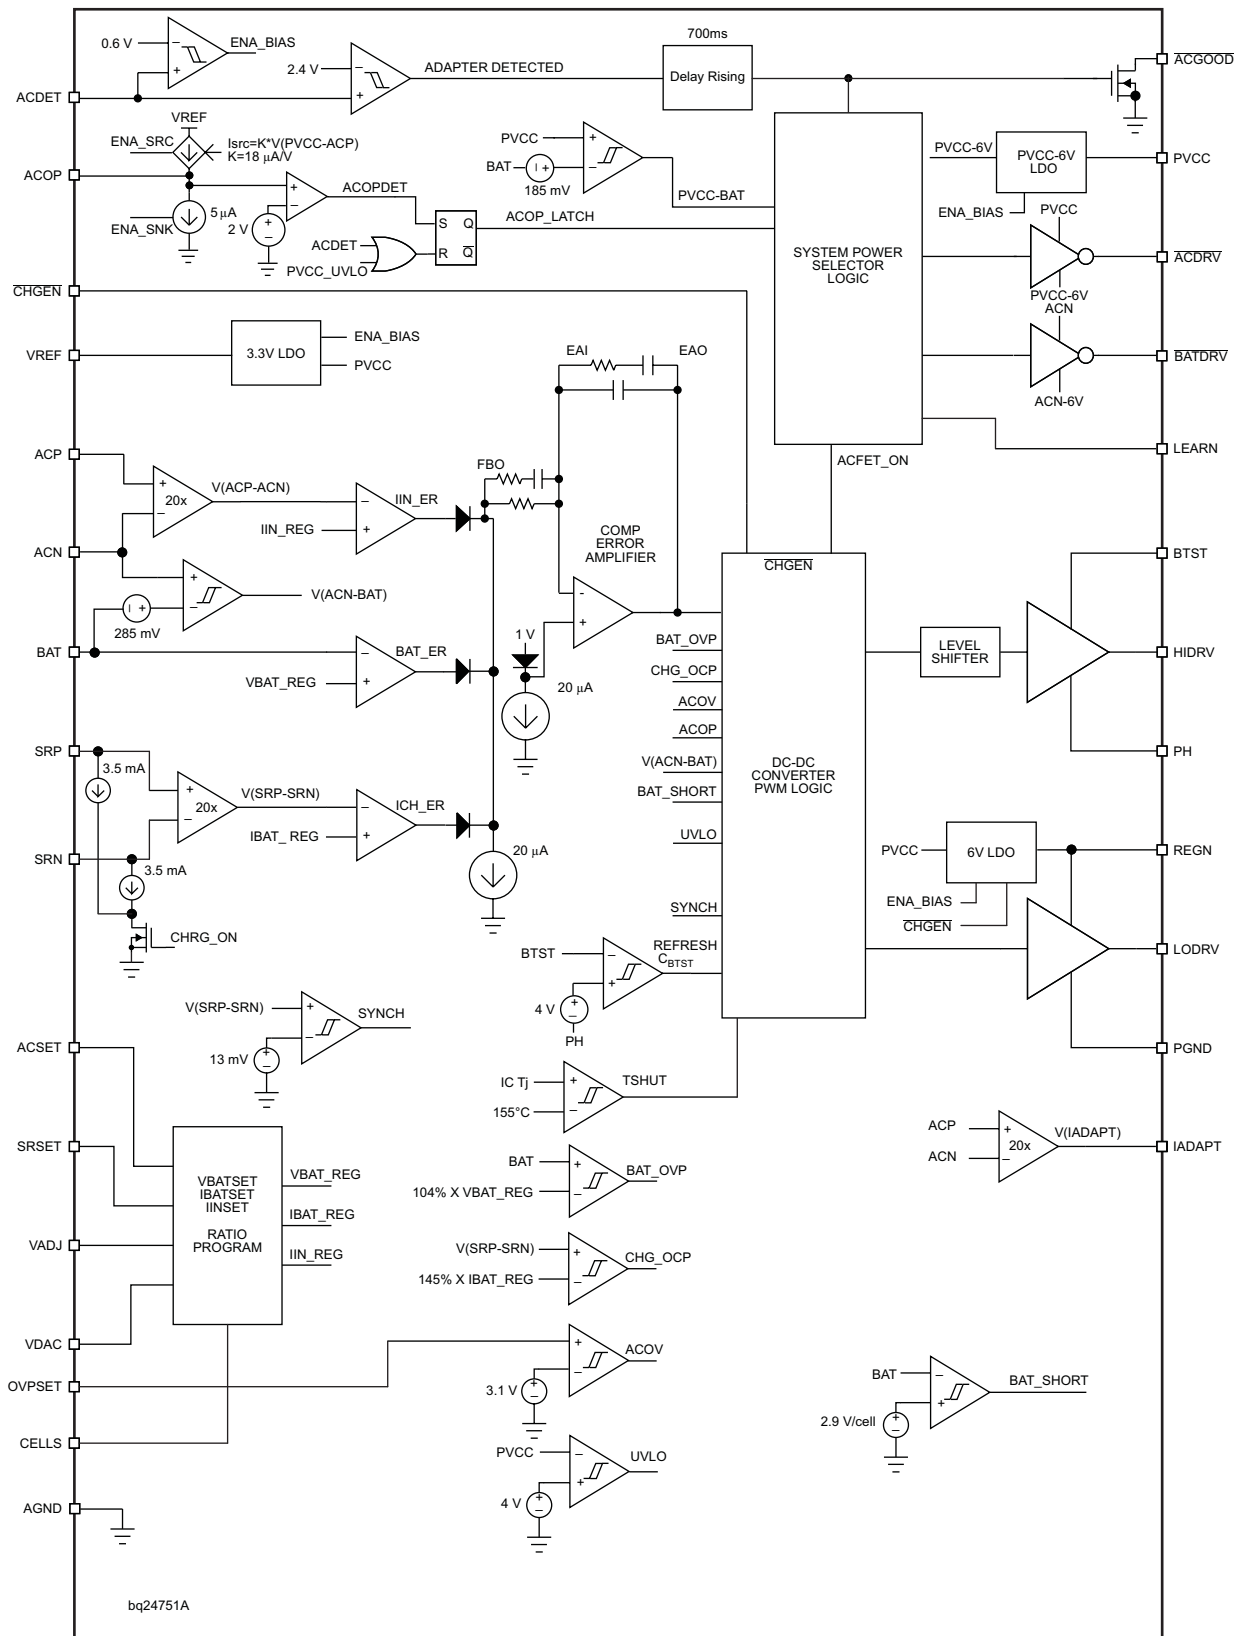 700ms
0.6 V
ENA_BIAS
ACGOOD
2.4 V
ADAPTER DETECTED
Delay Rising
ACDET
VREF
ENA_SRC
Isrc=K*V(PVCC-ACP)
K=18 μA/V
PVCC
BAT
185 mV
PVCC-BAT
PVCC-6V
PVCC-6V
LDO
PVCC
ENA_BIAS
ACOP
ACOPDET
5 μA
ENA_SNK
2 V
S
Q
R
Q
ACDET
PVCC_UVLO
ACOP_LATCH
SYSTEM POWER
SELECTOR
LOGIC
PVCC
ACDRV
PVCC-6V
ACN
CHGEN
VREF
3.3V LDO
ENA_BIAS
PVCC
EAI
EAO
BATDRV
ACN-6V
LEARN
ACFET_ON
ACP
FBO
20x
V(ACP-ACN)
IIN_ER
IIN_REG
COMP
ERROR
AMPLIFIER
ACN
CHGEN
BTST
V(ACN-BAT)
285 mV
BAT
BAT_ER
VBAT_REG
1 V
20 μA
BAT_OVP
CHG_OCP
ACOV
ACOP
V(ACN-BAT)
BAT_SHORT
UVLO
SYNCH
DC-DC
CONVERTER
PWM LOGIC
LEVEL
SHIFTER
HIDRV
PH
SRP
3.5 mA
20x
V(SRP-SRN)
ICH_ER
IBAT_ REG
20 μA
SRN
3.5 mA
CHRG_ON
PVCC
6V LDO
REGN
ENA_BIAS
CHGEN
LODRV
PGND
BTST
REFRESH
CBTST
4 V
PH
V(SRP-SRN)
SYNCH
13 mV
ACSET
IC Tj
155°C
TSHUT
SRSET
VBATSET
IBATSET
IINSET
RATIO
PROGRAM
VBAT_REG
IBAT_REG
IIN_REG
ACP
ACN
20x
V(IADAPT)
IADAPT
BAT
104% X VBAT_REG
BAT_OVP
VADJ
V(SRP-SRN)
145% X IBAT_REG
CHG_OCP
VDAC
OVPSET
ACOV
3.1 V
BAT
BAT_SHORT
2.9 V/cell
CELLS
PVCC
UVLO
4 V
AGND
bq24751A